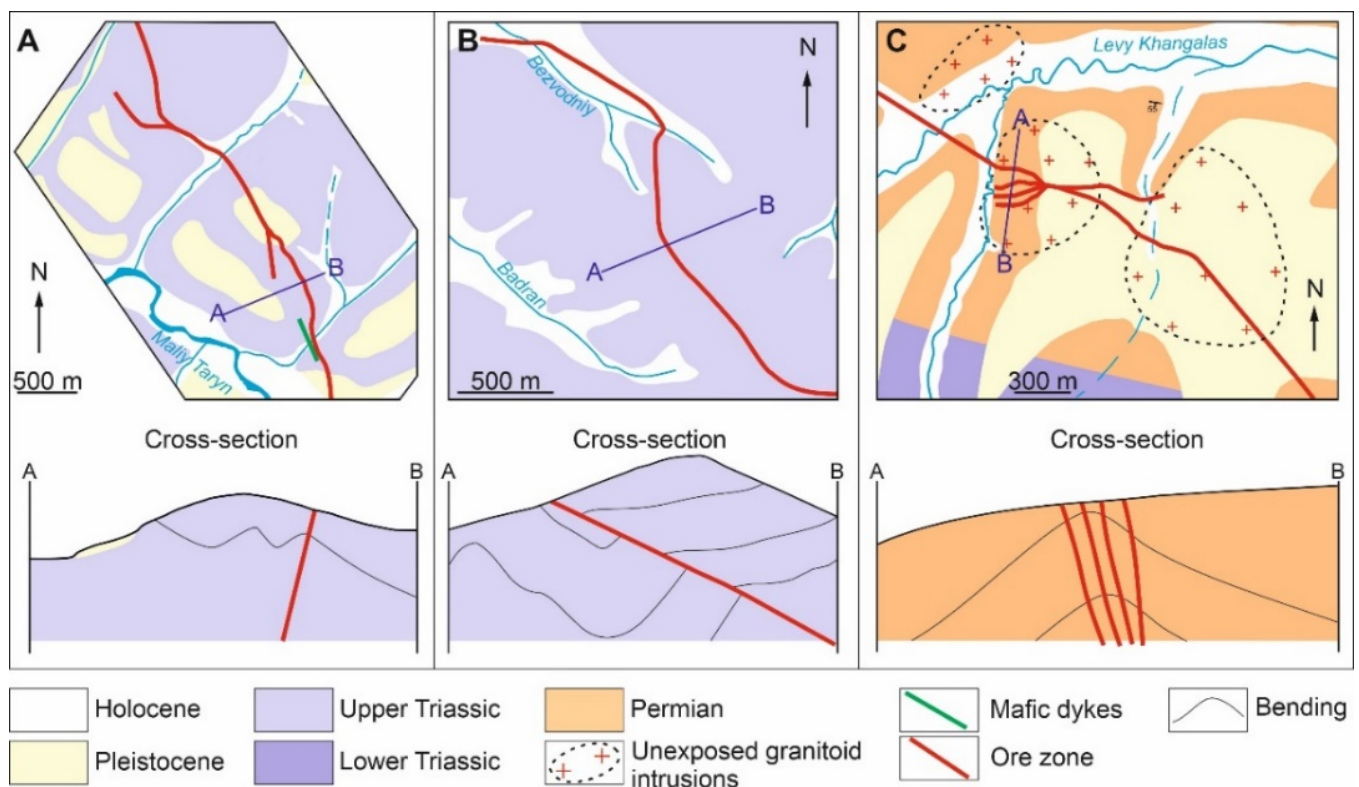 A
N
A
B
Maliy Taryn
500 m
B
N
Bezvodniy
B
A
Badran
500 m
C
Levy Khangalas
A
B
N
300 m
Cross-section
A
B
Cross-section
A
B
Cross-section
A
B
Holocene
Upper Triassic
Permian
Mafic dykes
Bending
Pleistocene
Lower Triassic
Unexposed granitoid
intrusions
Ore zone